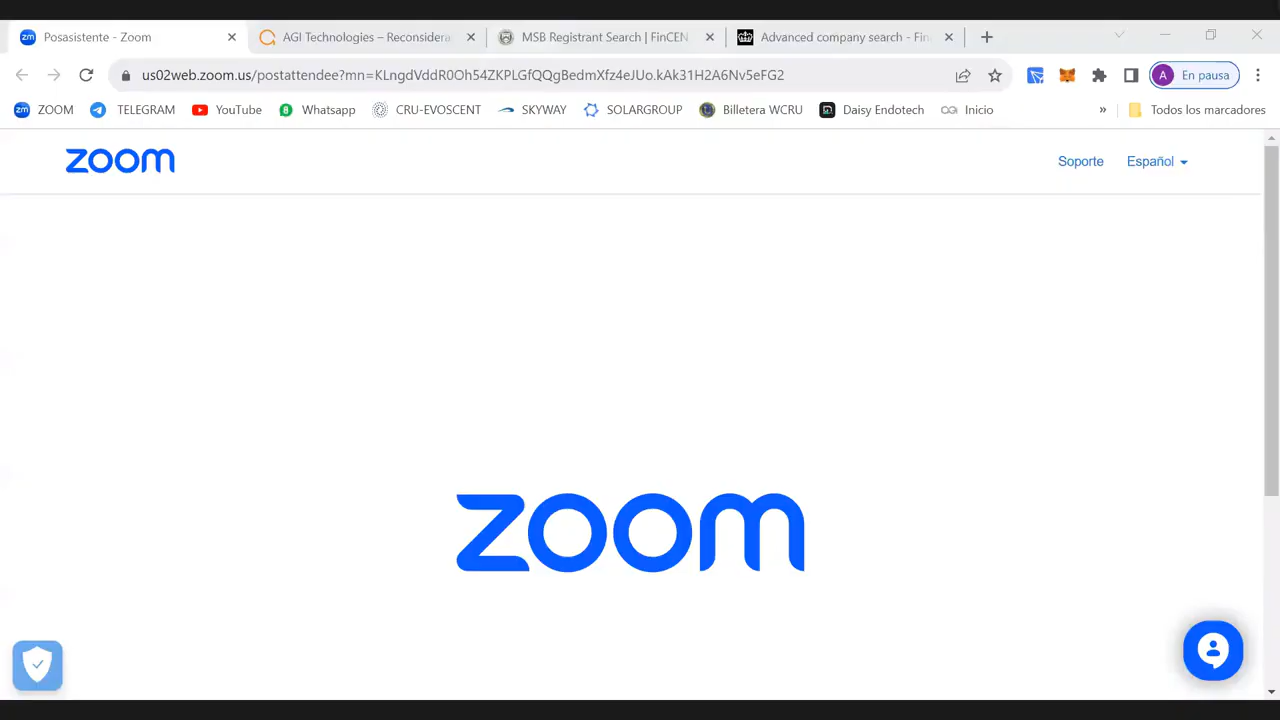 zm Posasistente - Zoom
AGI Technologies – Reconsidera
MSB Registrant Search | FinCEN
Advanced company search - Fin
us02web.zoom.us/postattendee?mn=KLngdVddR0Oh54ZKPLGfQQgBedmXfz4eJUo.kAk31H2A6Nv5eFG2
A En pausa
zm ZOOM
TELEGRAM
YouTube
Whatsapp
CRU-EVOSCENT
SKYWAY
SOLARGROUP
Billetera WCRU
Daisy Endotech
Inicio
»
Todos los marcadores
zoom
Soporte
Español
zoom